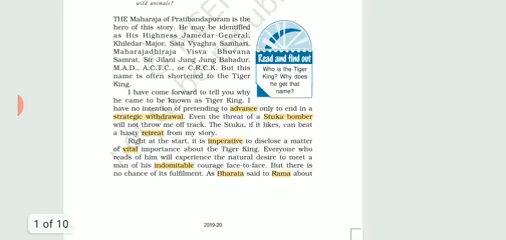 wild animals?
THE Maharaja of Pratibandapuram is the
hero of this story. He may be identified
as His Highness Jamedar-General,
Khiledar-Major, Sata Vyaghra Samhari,
Maharajadhiraja Visva Bhuvana
Samrat, Sir Jilani Jung Jung Bahadur,
M.A.D., A.C.T.C., or C.R.C.K. But this
name is often shortened to the Tiger
King.
I have come forward to tell you why
he came to be known as Tiger King. I
have no intention of pretending to advance only to end in a
strategic withdrawal. Even the threat of a Stuka bomber
will not throw me off track. The Stuka, if it likes, can beat
a hasty retreat from my story.
Right at the start, it is imperative to disclose a matter
of vital importance about the Tiger King. Everyone who
reads of him will experience the natural desire to meet a
man of his indomitable courage face-to-face. But there is
no chance of its fulfilment. As Bharata said to Rama about
Read and find out
Who is the Tiger
King? Why does
he get that
name?
1 of 10
2019-20